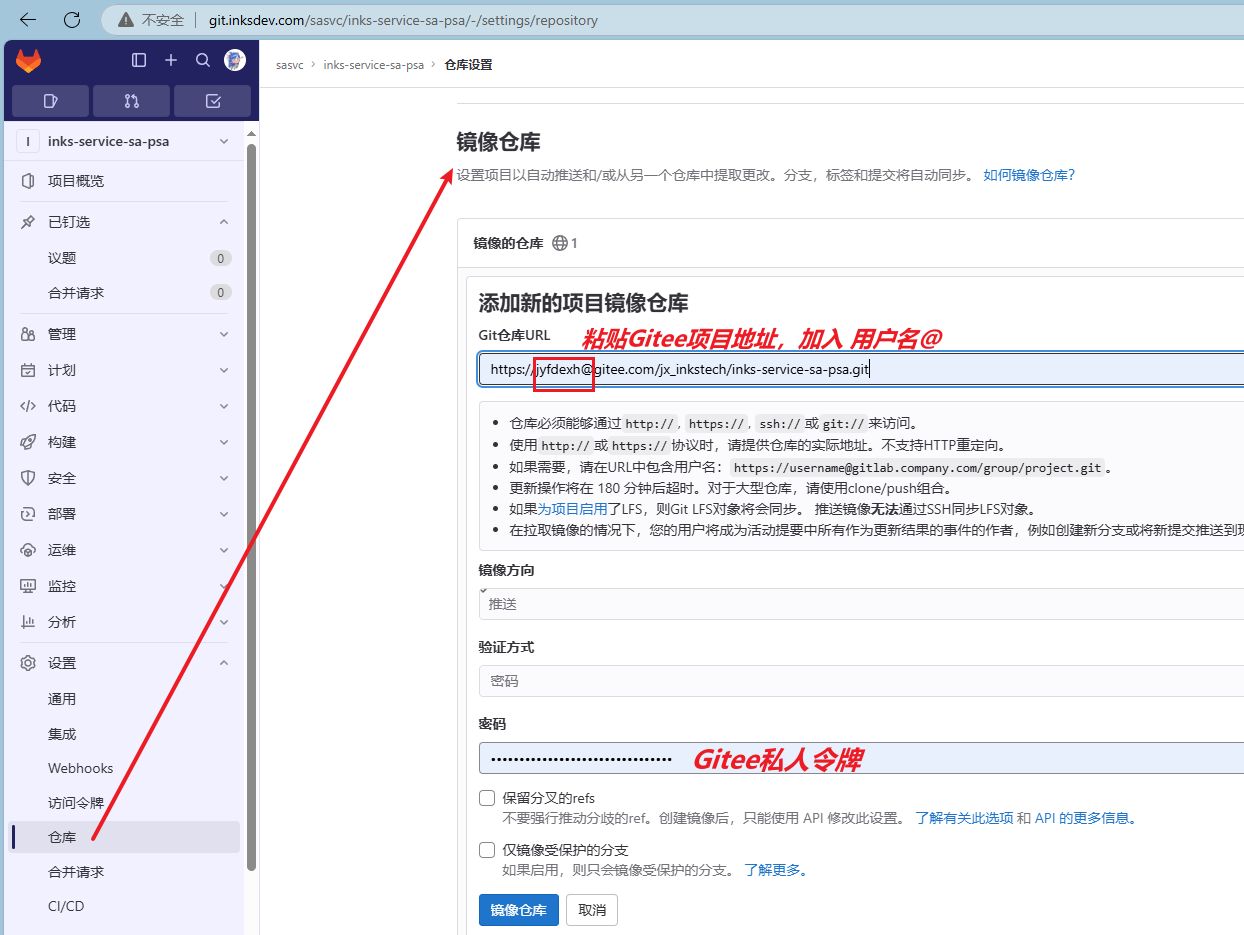 不安全 git.inksdev.com/sasvc/inks-service-sa-psa/-/settings/repository
sasvc › inks-service-sa-psa › 仓库设置
I inks-service-sa-psa
项目概览
已钉选
议题 0
合并请求 0
管理
计划
代码
构建
安全
部署
运维
监控
分析
设置
通用
集成
Webhooks
访问令牌
仓库
合并请求
CI/CD
镜像仓库
设置项目以自动推送和/或从另一个仓库中提取更改。分支，标签和提交将自动同步。 如何镜像仓库?
镜像的仓库 1
添加新的项目镜像仓库
Git仓库URL 粘贴Gitee项目地址，加入 用户名@
https://jyfdexh@gitee.com/jx_inkstech/inks-service-sa-psa.git
• 仓库必须能够通过 http://, https://, ssh:// 或 git:// 来访问。
• 使用 http:// 或 https:// 协议时，请提供仓库的实际地址。不支持HTTP重定向。
• 如果需要，请在URL中包含用户名： https://username@gitlab.company.com/group/project.git 。
• 更新操作将在 180 分钟后超时。对于大型仓库，请使用clone/push组合。
• 如果为项目启用了LFS，则Git LFS对象将会同步。 推送镜像无法通过SSH同步LFS对象。
• 在拉取镜像的情况下，您的用户将成为活动提要中所有作为更新结果的事件的作者，例如创建新分支或将新提交推送到现
镜像方向
推送
验证方式
密码
密码
Gitee私人令牌
保留分叉的refs
不要强行推动分歧的ref。创建镜像后，只能使用 API 修改此设置。 了解有关此选项 和 API 的更多信息。
仅镜像受保护的分支
如果启用，则只会镜像受保护的分支。 了解更多。
镜像仓库 取消